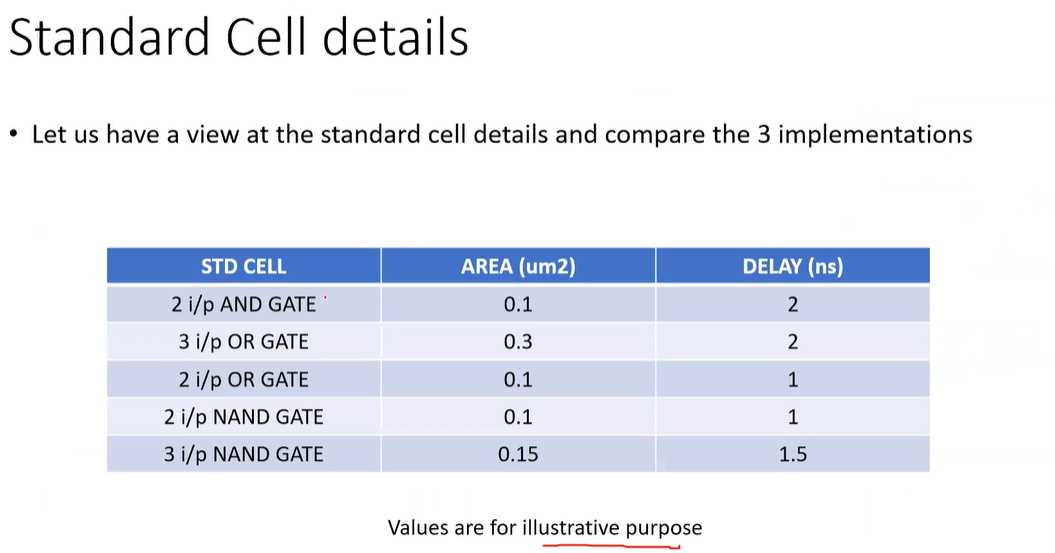 Standard Cell details
• Let us have a view at the standard cell details and compare the 3 implementations
STD CELL AREA (um2) DELAY (ns)
2 i/p AND GATE 0.1 2
3 i/p OR GATE 0.3 2
2 i/p OR GATE 0.1 1
2 i/p NAND GATE 0.1 1
3 i/p NAND GATE 0.15 1.5
Values are for illustrative purpose